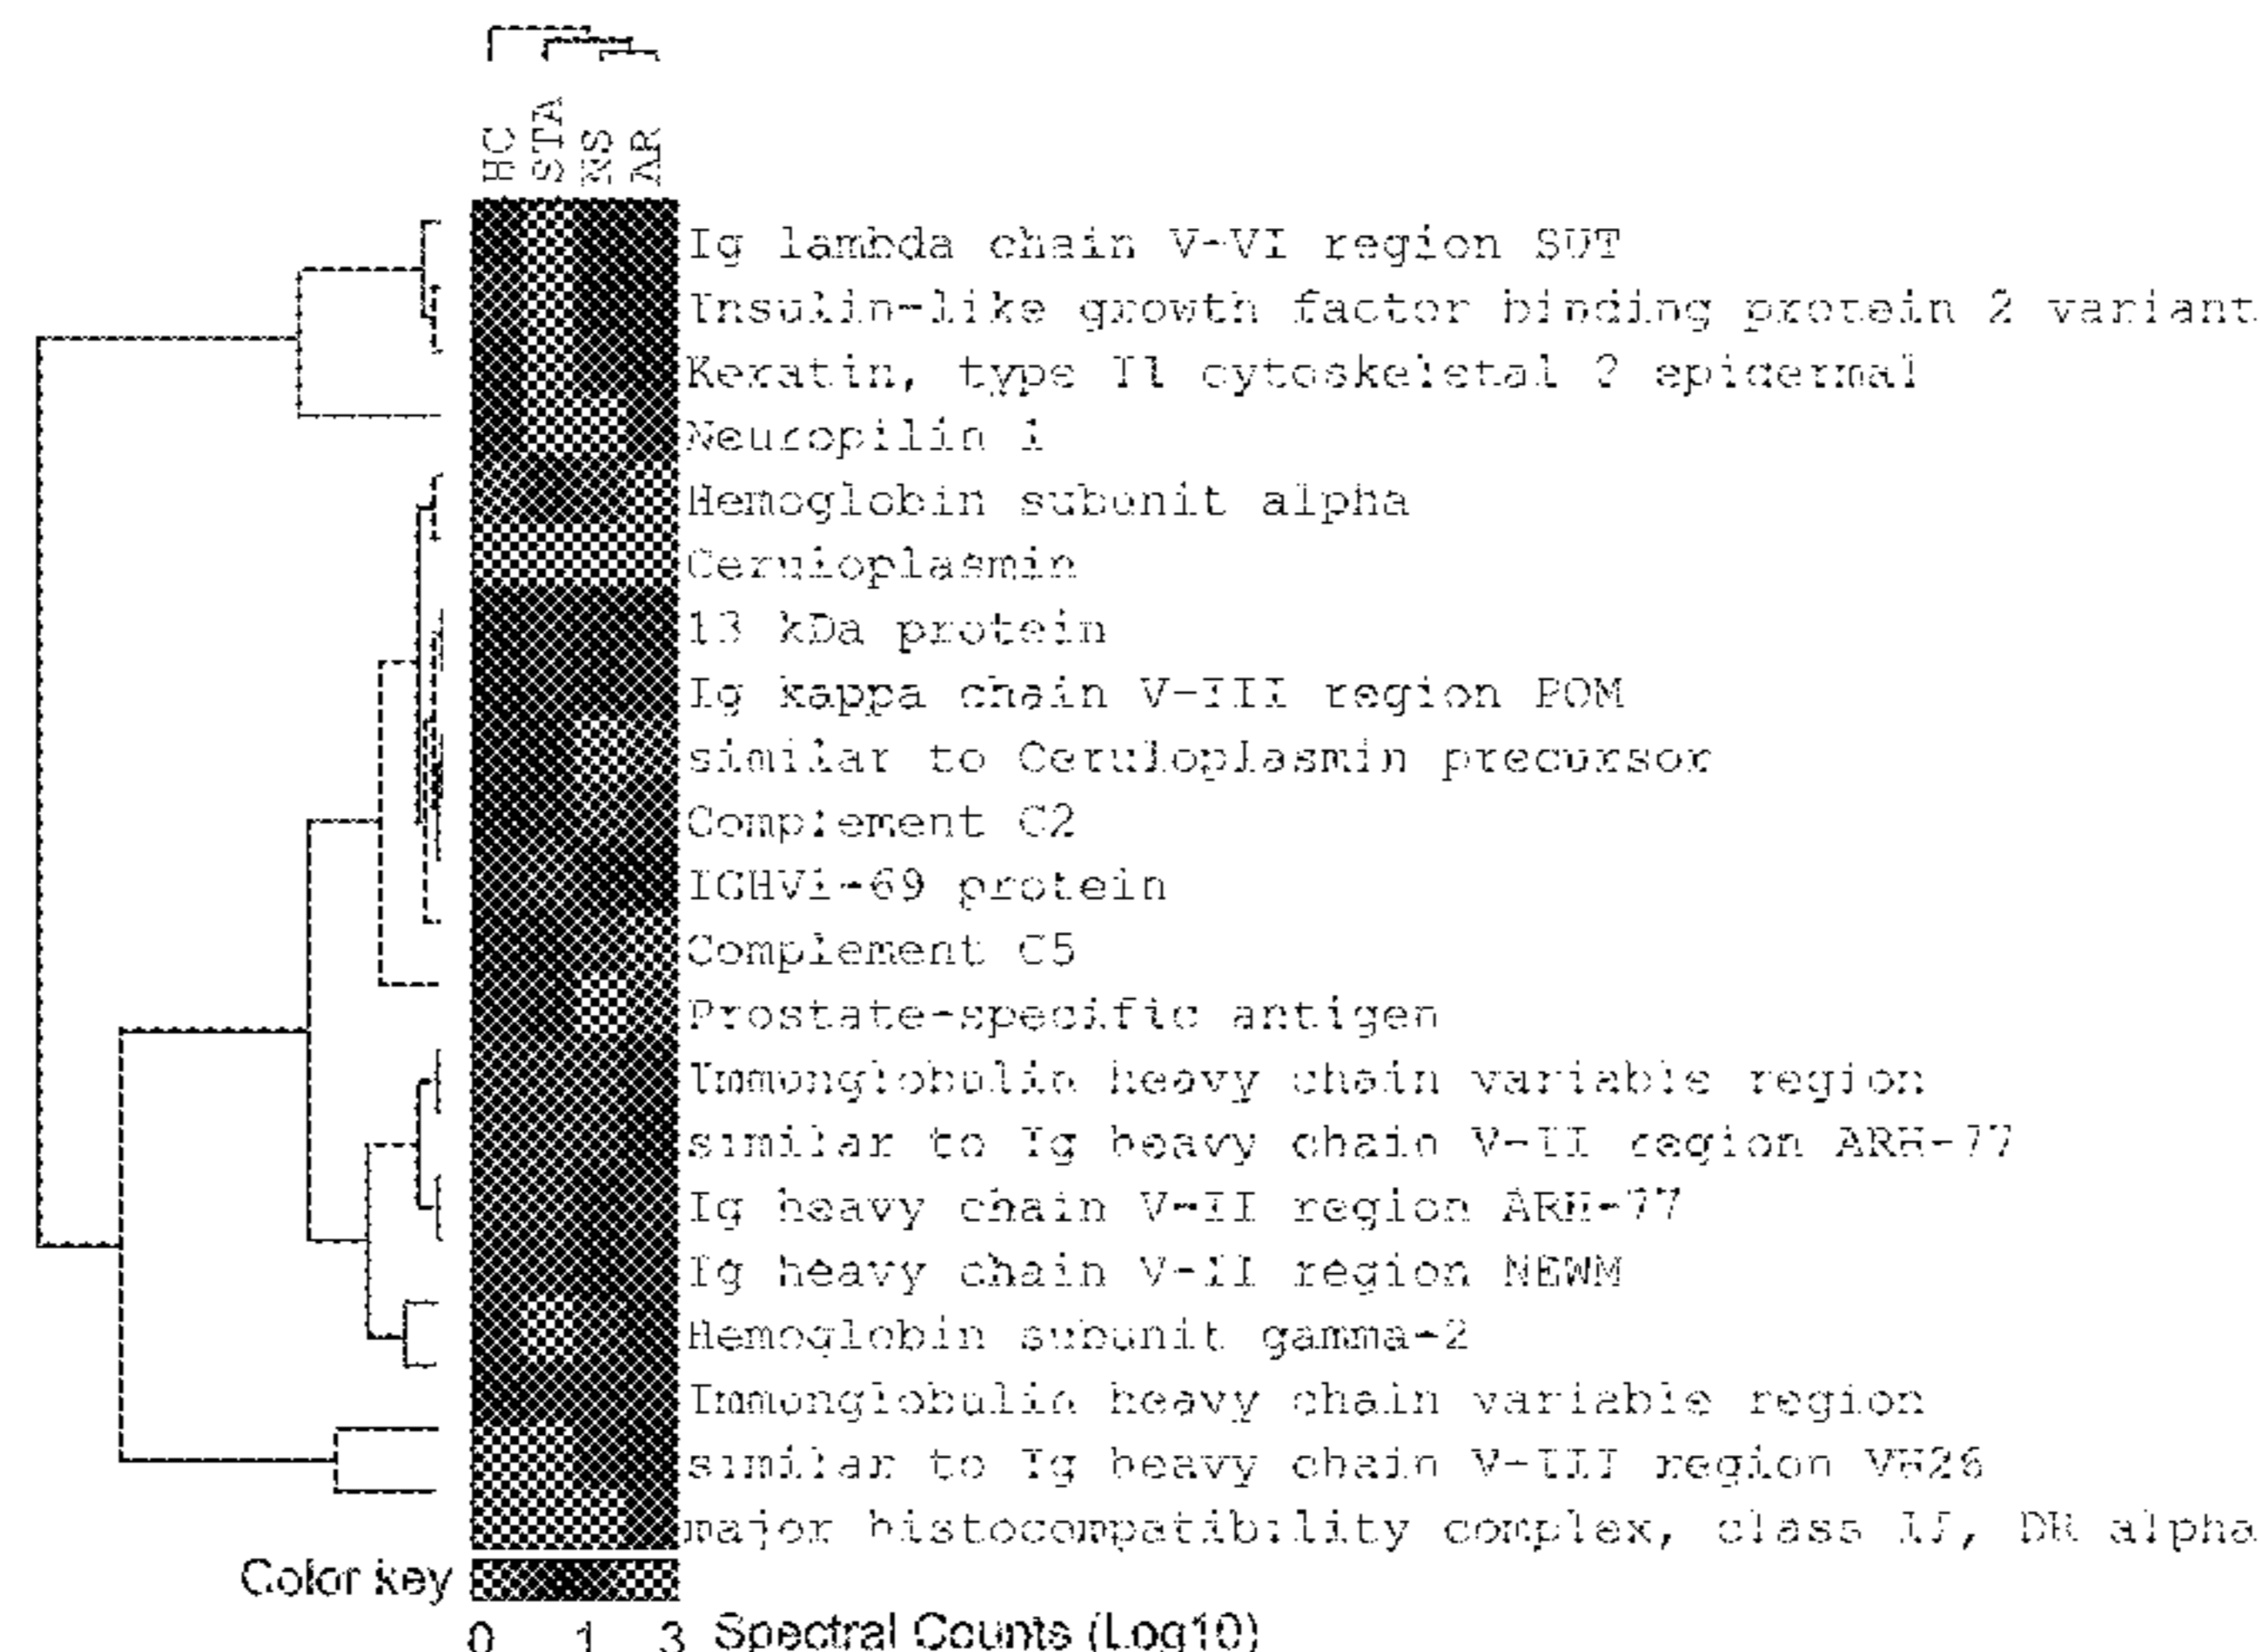 HC
STA
NS
AR
Ig lambda chain V-VI region SUT
Insulin-like growth factor binding protein 2 variant
Keratin, type II cytoskeletal 2 epidermal
Neuropilin 1
Hemoglobin subunit alpha
Ceruloplasmin
13 kDa protein
Ig kappa chain V-III region POM
similar to Ceruloplasmin precursor
Complement C2
IGHV1-69 protein
Complement C5
Prostate-specific antigen
Immunglobulin heavy chain variable region
similar to Ig heavy chain V-II region ARH-77
Ig heavy chain V-II region ARH-77
Ig heavy chain V-II region NEWM
Hemoglobin subunit gamma-2
Immunglobulin heavy chain variable region
similar to Ig heavy chain V-III region VH26
major histocompatibility complex, class II, DR alpha
Color key
0 1 3 Spectral Counts (Log10)